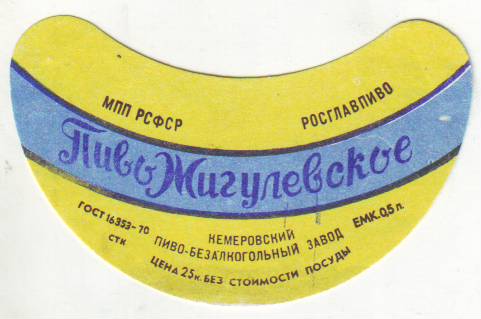 МПП РСФСР РОСГЛАВПИВО
Пиво Жигулевское
ГОСТ 16353-70 КЕМЕРОВСКИЙ ЕМК.0,5 л.
СТК ПИВО-БЕЗАЛКОГОЛЬНЫЙ ЗАВОД
ЦЕНА 25к. БЕЗ СТОИМОСТИ ПОСУДЫ